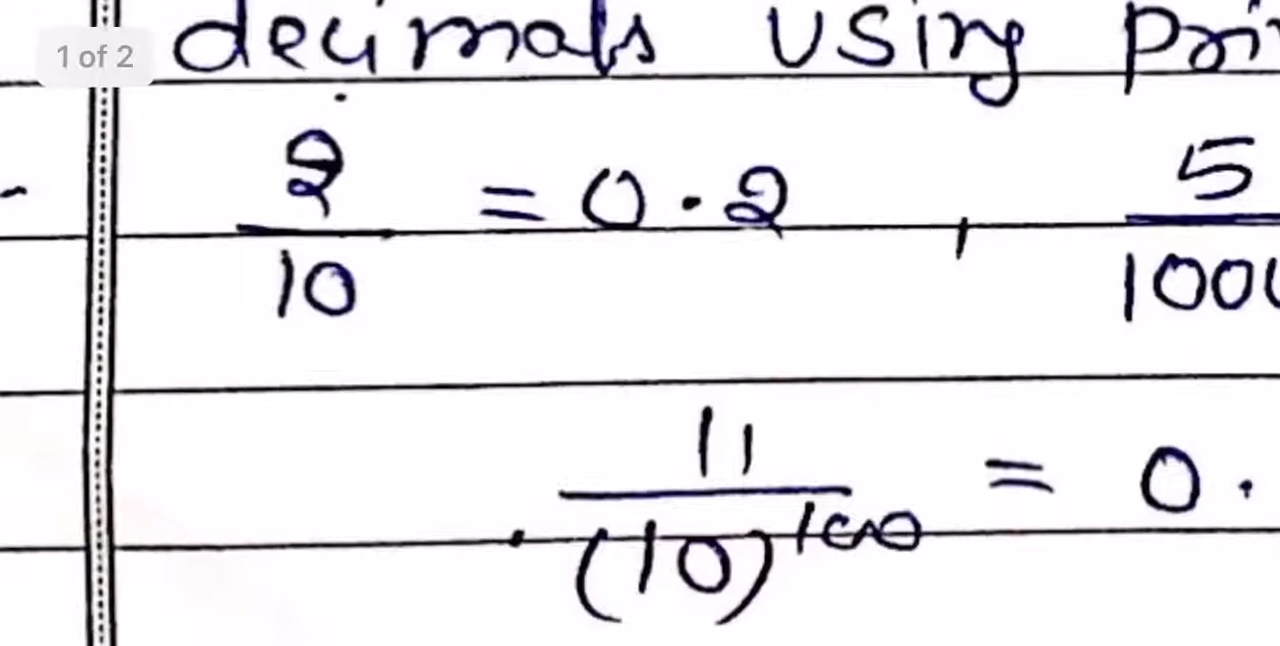 1 of 2
decimals using
2/10 = 0.2 , 5/100
11/(10)^100 = 0.